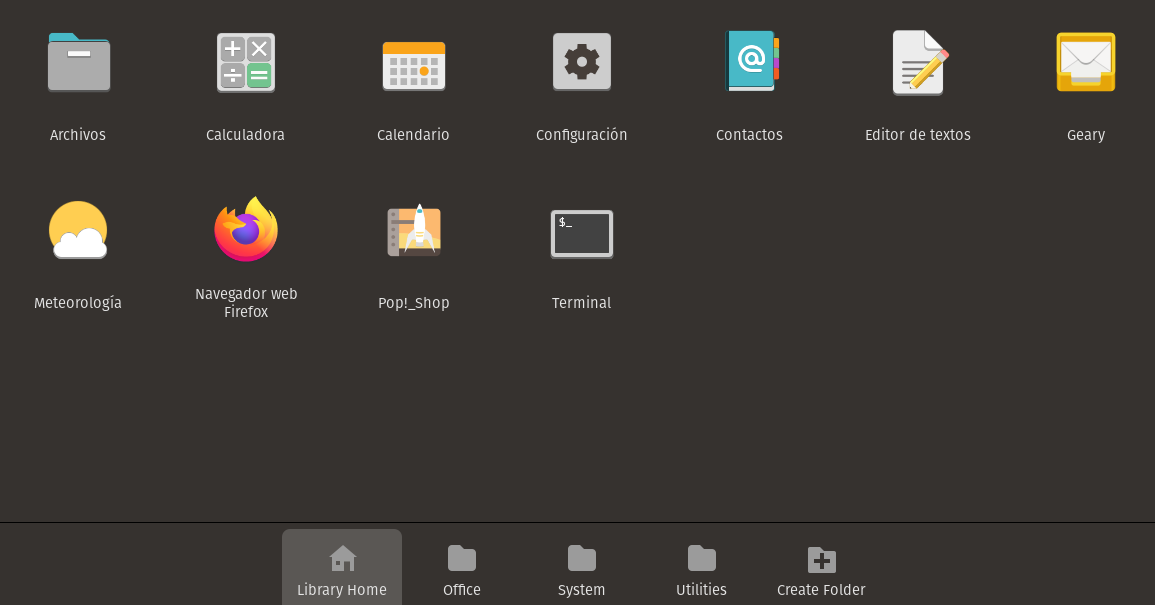 Archivos
Calculadora
Calendario
Configuración
Contactos
Editor de textos
Geary
$_
Meteorología
Navegador web
Firefox
Pop!_Shop
Terminal
Library Home
Office
System
Utilities
Create Folder